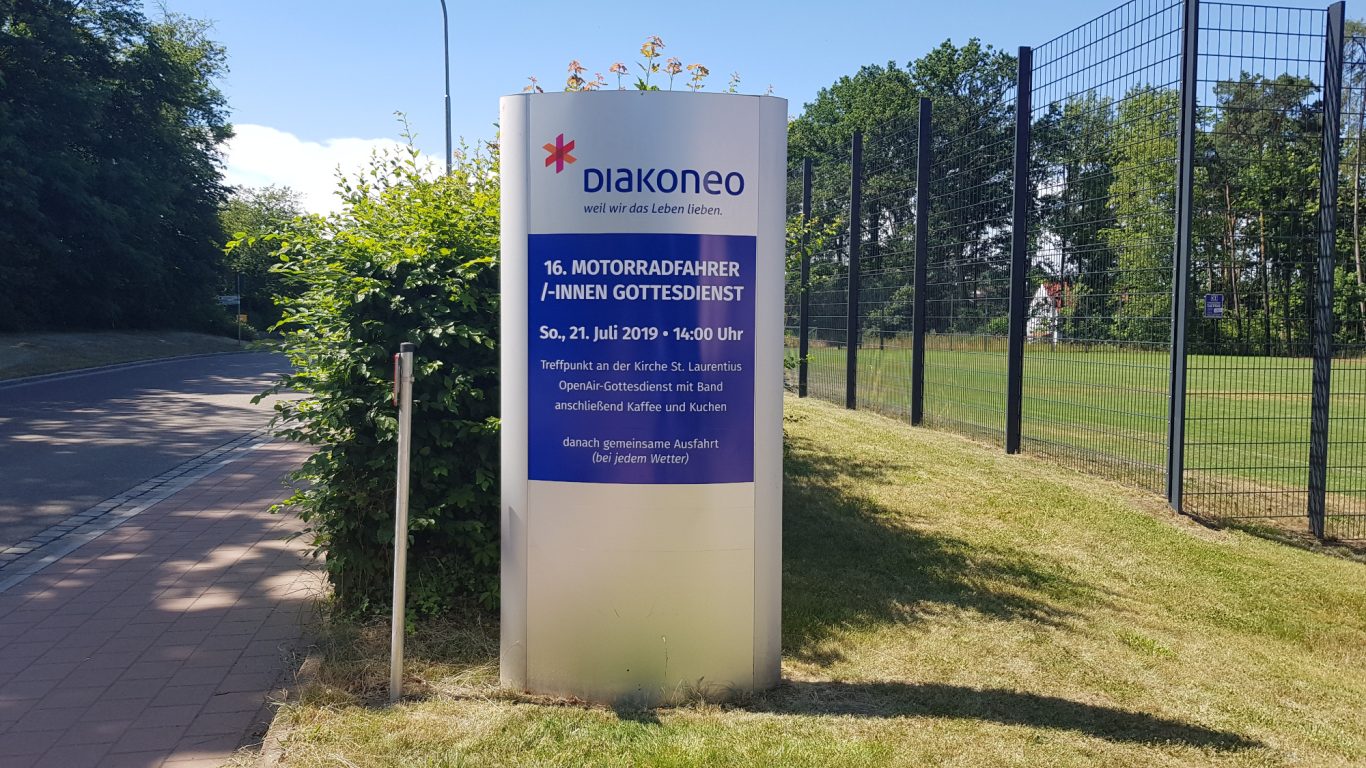 DIAKONEO
weil wir das Leben lieben.
16. MOTORRADFAHRER
/-INNEN GOTTESDIENST
So., 21. Juli 2019 • 14:00 Uhr
Treffpunkt an der Kirche St. Laurentius
OpenAir-Gottesdienst mit Band
anschließend Kaffee und Kuchen
danach gemeinsame Ausfahrt
(bei jedem Wetter)